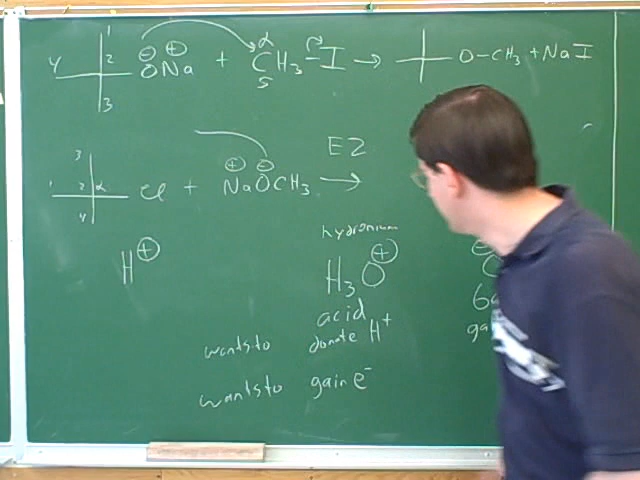 4 1 2 3 ⊖ ⊕ ONa + α CH₃–I → O–CH₃ + NaI
5
3 1 2 α 4 Cl + ⊕ ⊖ NaOCH₃ E2 →
hydronium
H⊕ H₃O⊕ ⊖
acid
wants to donate H⁺
wants to gain e⁻